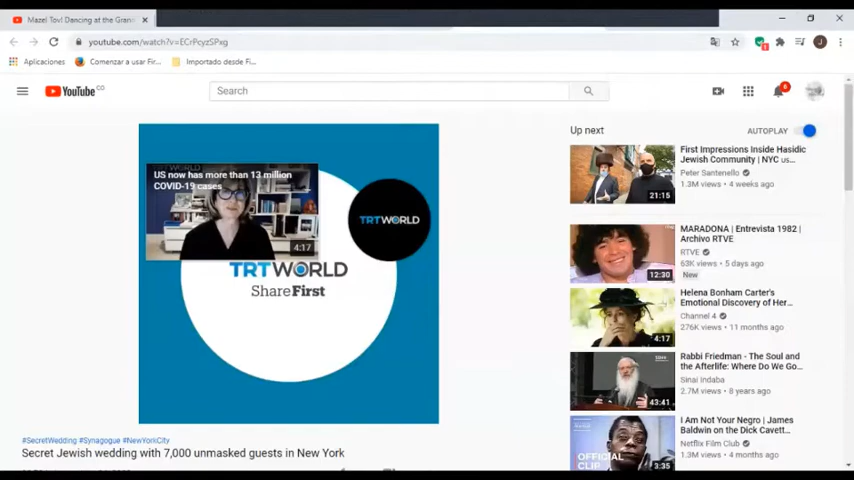 Mazel Tov! Dancing at the Gran
youtube.com/watch?v=ECrPcyzSPxg
Aplicaciones
Comenzar a usar Fir...
Importado desde Fi...
J
YouTube CO
Search
8
US now has more than 13 million
COVID-19 cases
4:17
TRTWORLD
TRTWORLD
ShareFirst
#SecretWedding #Synagogue #NewYorkCity
Secret Jewish wedding with 7,000 unmasked guests in New York
Up next
AUTOPLAY
21:15
First Impressions Inside Hasidic
Jewish Community | NYC us...
Peter Santenello
1.3M views • 4 weeks ago
12:30
MARADONA | Entrevista 1982 |
Archivo RTVE
RTVE
63K views • 5 days ago
New
4:17
Helena Bonham Carter's
Emotional Discovery of Her...
Channel 4
276K views • 11 months ago
43:41
Rabbi Friedman - The Soul and
the Afterlife: Where Do We Go...
Sinai Indaba
2.7M views • 8 years ago
OFFICIAL
CLIP
3:35
I Am Not Your Negro | James
Baldwin on the Dick Cavett...
Netflix Film Club
1.3M views • 4 months ago